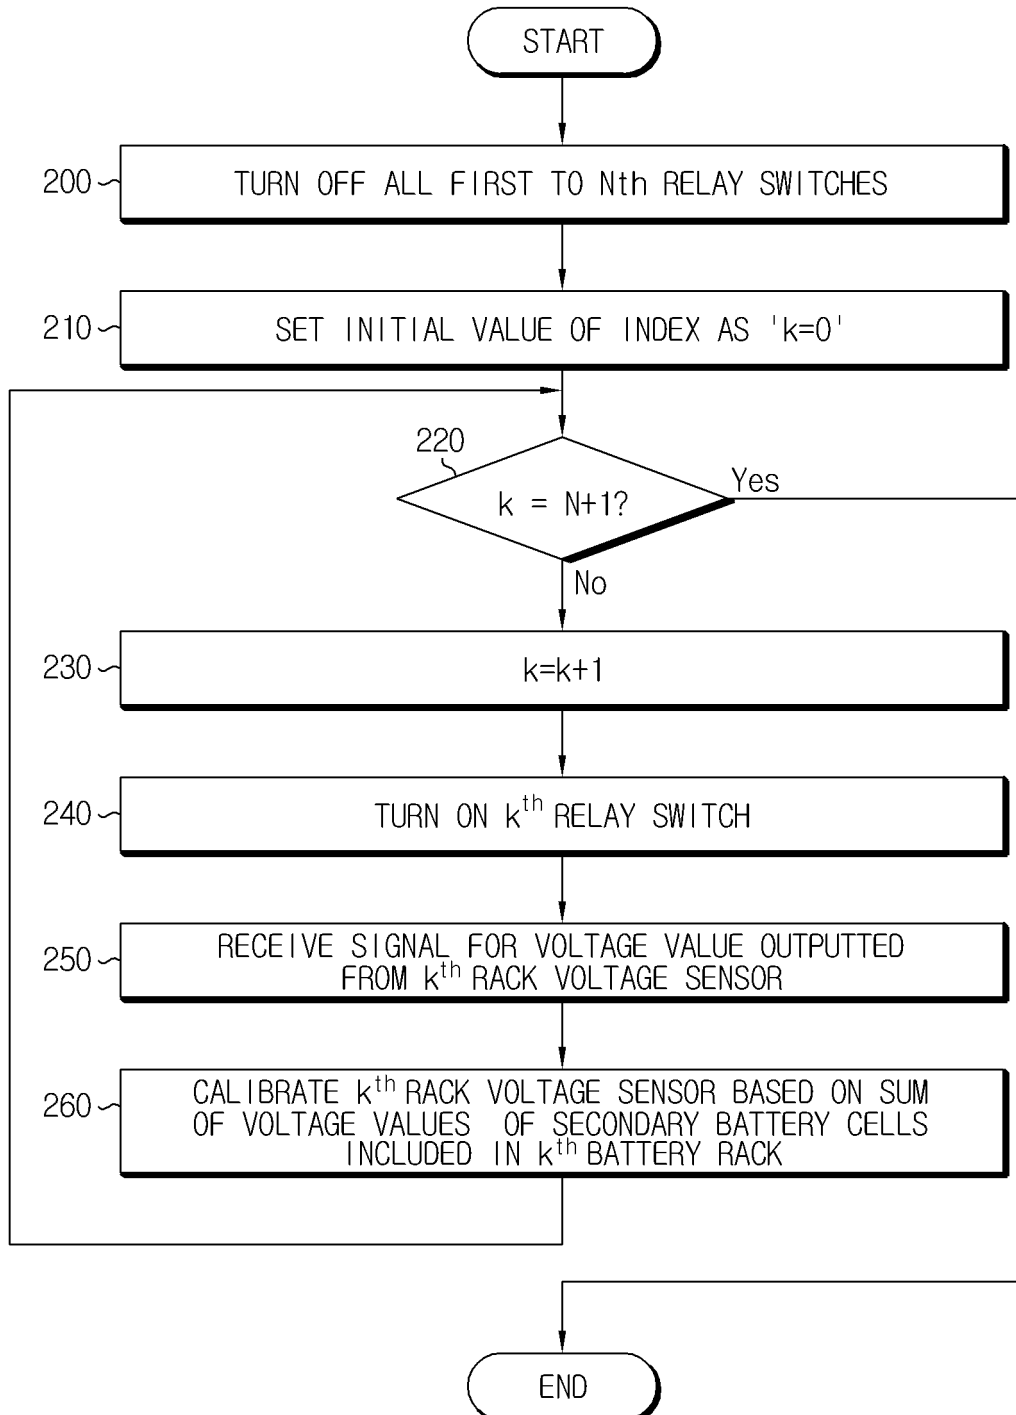 START
200
TURN OFF ALL FIRST TO Nth RELAY SWITCHES
210
SET INITIAL VALUE OF INDEX AS 'k=0'
220
k = N+1?
Yes
No
230
k=k+1
240
TURN ON kth RELAY SWITCH
250
RECEIVE SIGNAL FOR VOLTAGE VALUE OUTPUTTED
FROM kth RACK VOLTAGE SENSOR
260
CALIBRATE kth RACK VOLTAGE SENSOR BASED ON SUM
OF VOLTAGE VALUES OF SECONDARY BATTERY CELLS
INCLUDED IN kth BATTERY RACK
END